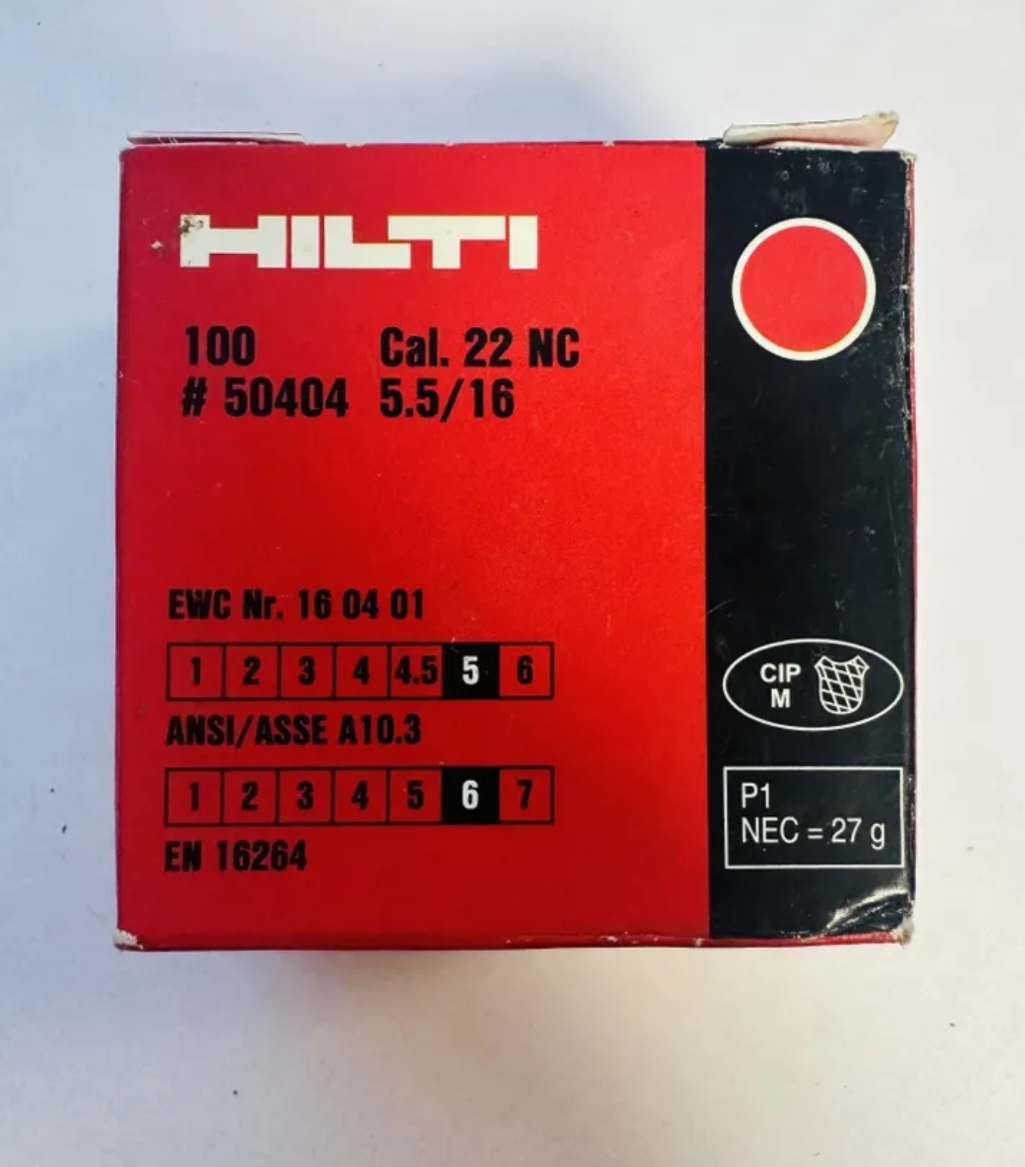 HILTI
100 Cal. 22 NC
# 50404 5.5/16
EWC Nr. 16 04 01
1 2 3 4 4.5 5 6
ANSI/ASSE A10.3
1 2 3 4 5 6 7
EN 16264
CIP
M
P1
NEC = 27 g